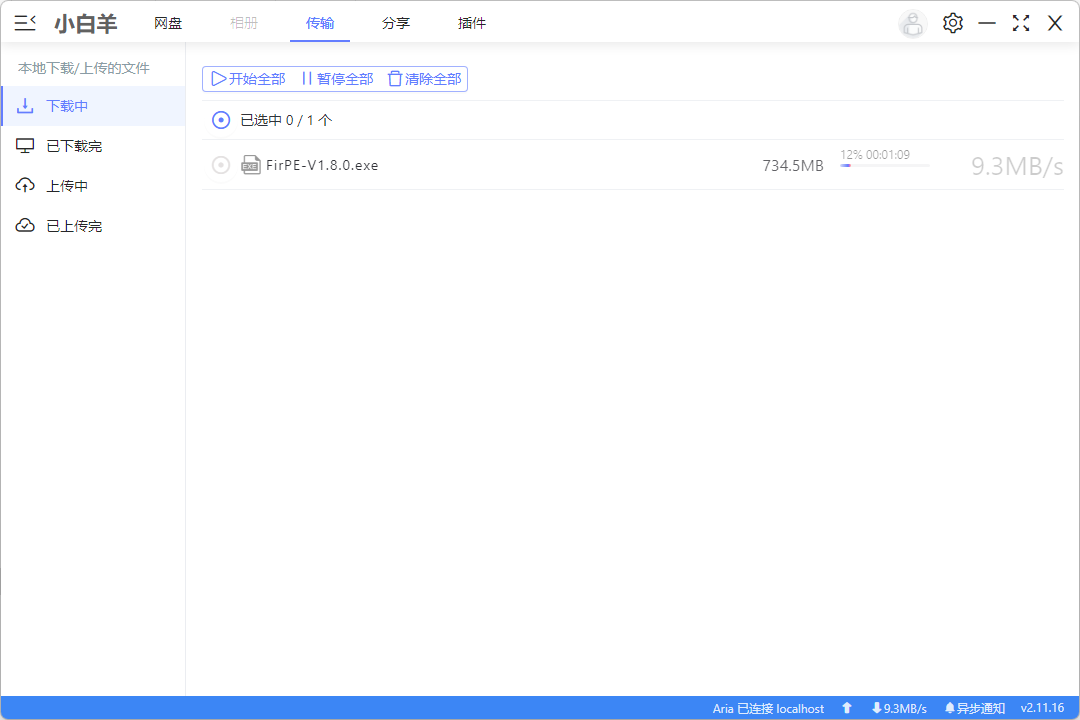 小白羊 网盘 相册 传输 分享 插件
本地下载/上传的文件
下载中
已下载完
上传中
已上传完
开始全部 暂停全部 清除全部
已选中 0 / 1 个
EXE FirPE-V1.8.0.exe 734.5MB 12% 00:01:09 9.3MB/s
Aria 已连接 localhost 9.3MB/s 异步通知 v2.11.16